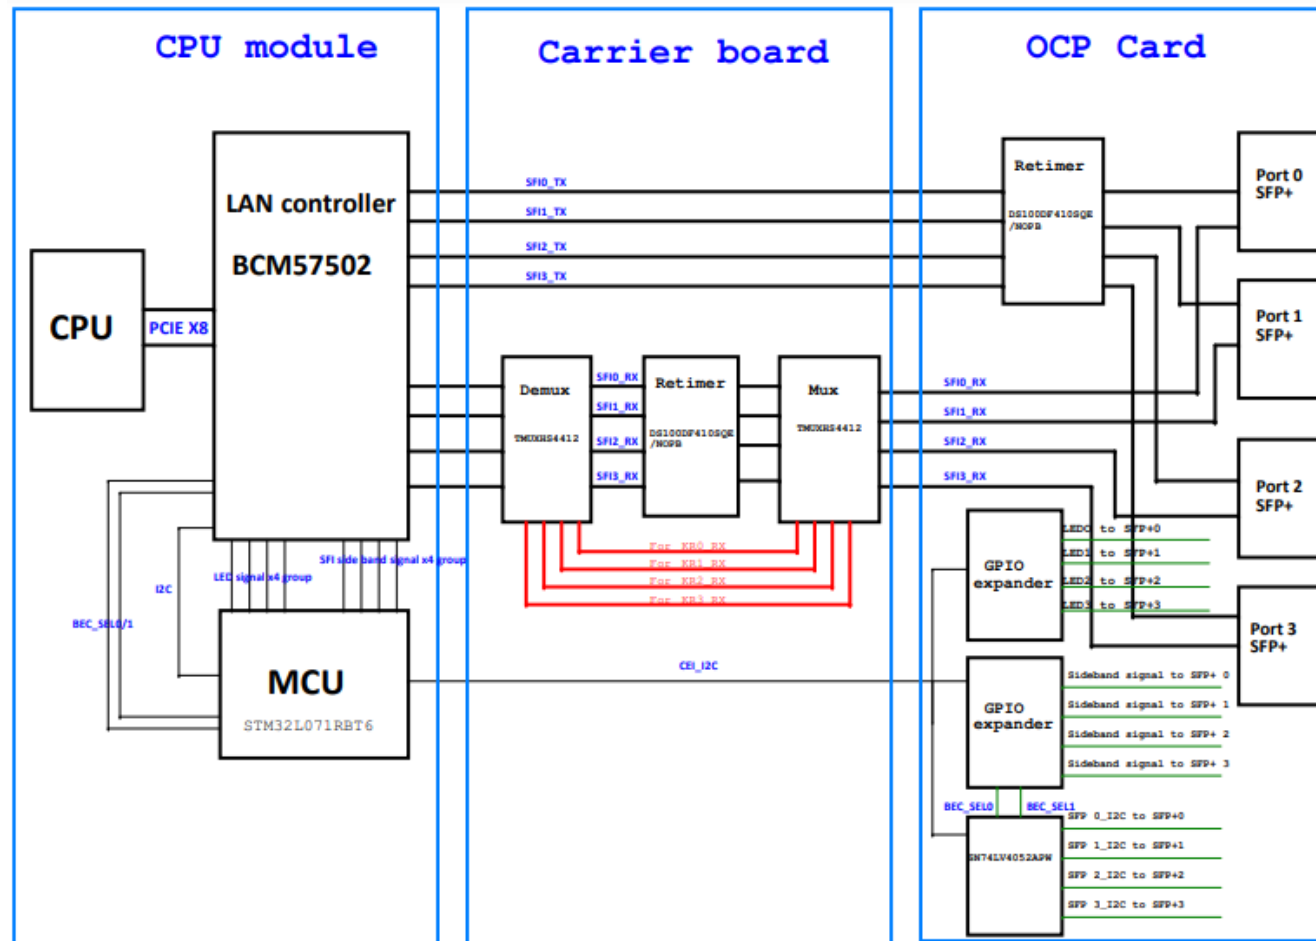 CPU module
Carrier board
OCP Card
LAN controller
BCM57502
CPU
PCIE X8
SFI0_TX
SFI1_TX
SFI2_TX
SFI3_TX
Retimer
DS100DF410SQE
/NOPB
Port 0
SFP+
Port 1
SFP+
Port 2
SFP+
Port 3
SFP+
Demux
TMUXHS4412
SFI0_RX
SFI1_RX
SFI2_RX
SFI3_RX
Retimer
DS100DF410SQE
/NOPB
Mux
TMUXHS4412
SFI0_RX
SFI1_RX
SFI2_RX
SFI3_RX
For KR0_RX
For KR1_RX
For KR2_RX
For KR3_RX
LED signal x4 group
SFI side band signal x4 group
I2C
BEC_SEL0/1
MCU
STM32L071RBT6
CEI_I2C
GPIO
expander
LED0 to SFP+0
LED1 to SFP+1
LED2 to SFP+2
LED3 to SFP+3
GPIO
expander
Sideband signal to SFP+ 0
Sideband signal to SFP+ 1
Sideband signal to SFP+ 2
Sideband signal to SFP+ 3
BEC_SEL0
BEC_SEL1
SN74LV4052APW
SFP 0_I2C to SFP+0
SFP 1_I2C to SFP+1
SFP 2_I2C to SFP+2
SFP 3_I2C to SFP+3